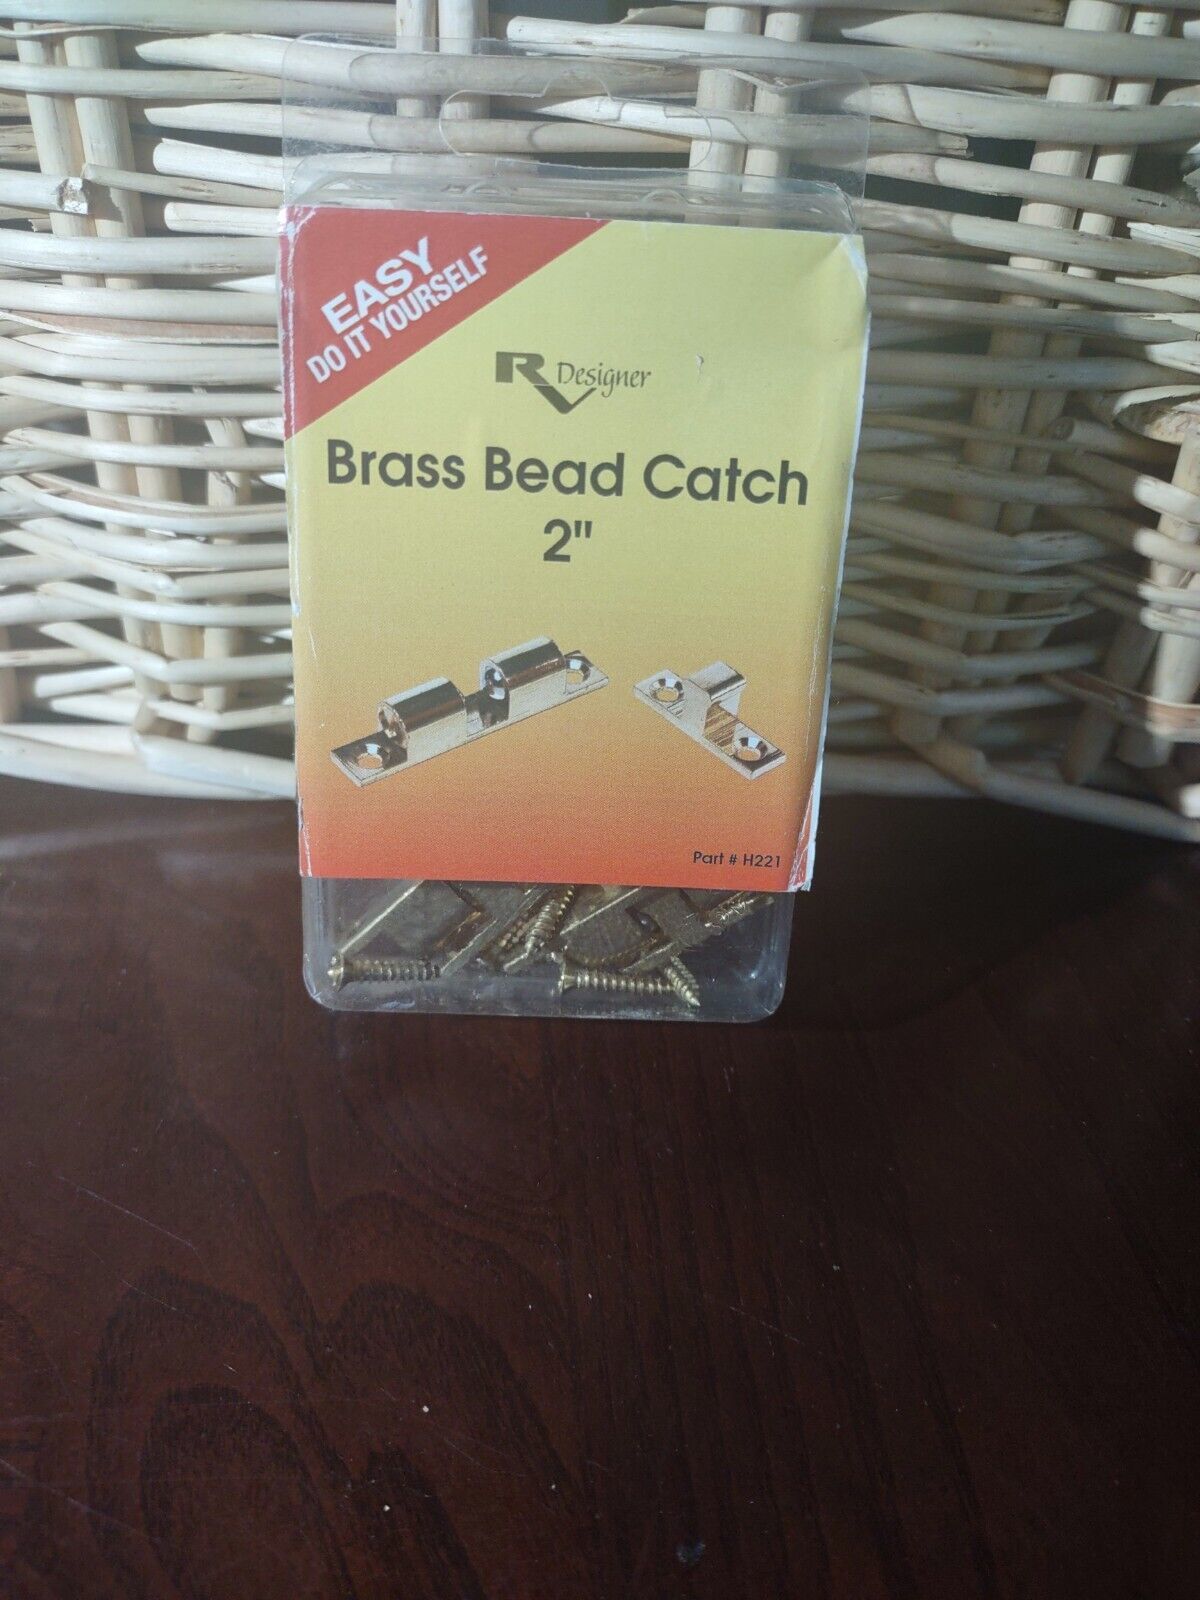 EASY
DO IT YOURSELF
RV Designer
Brass Bead Catch
2"
Part # H221